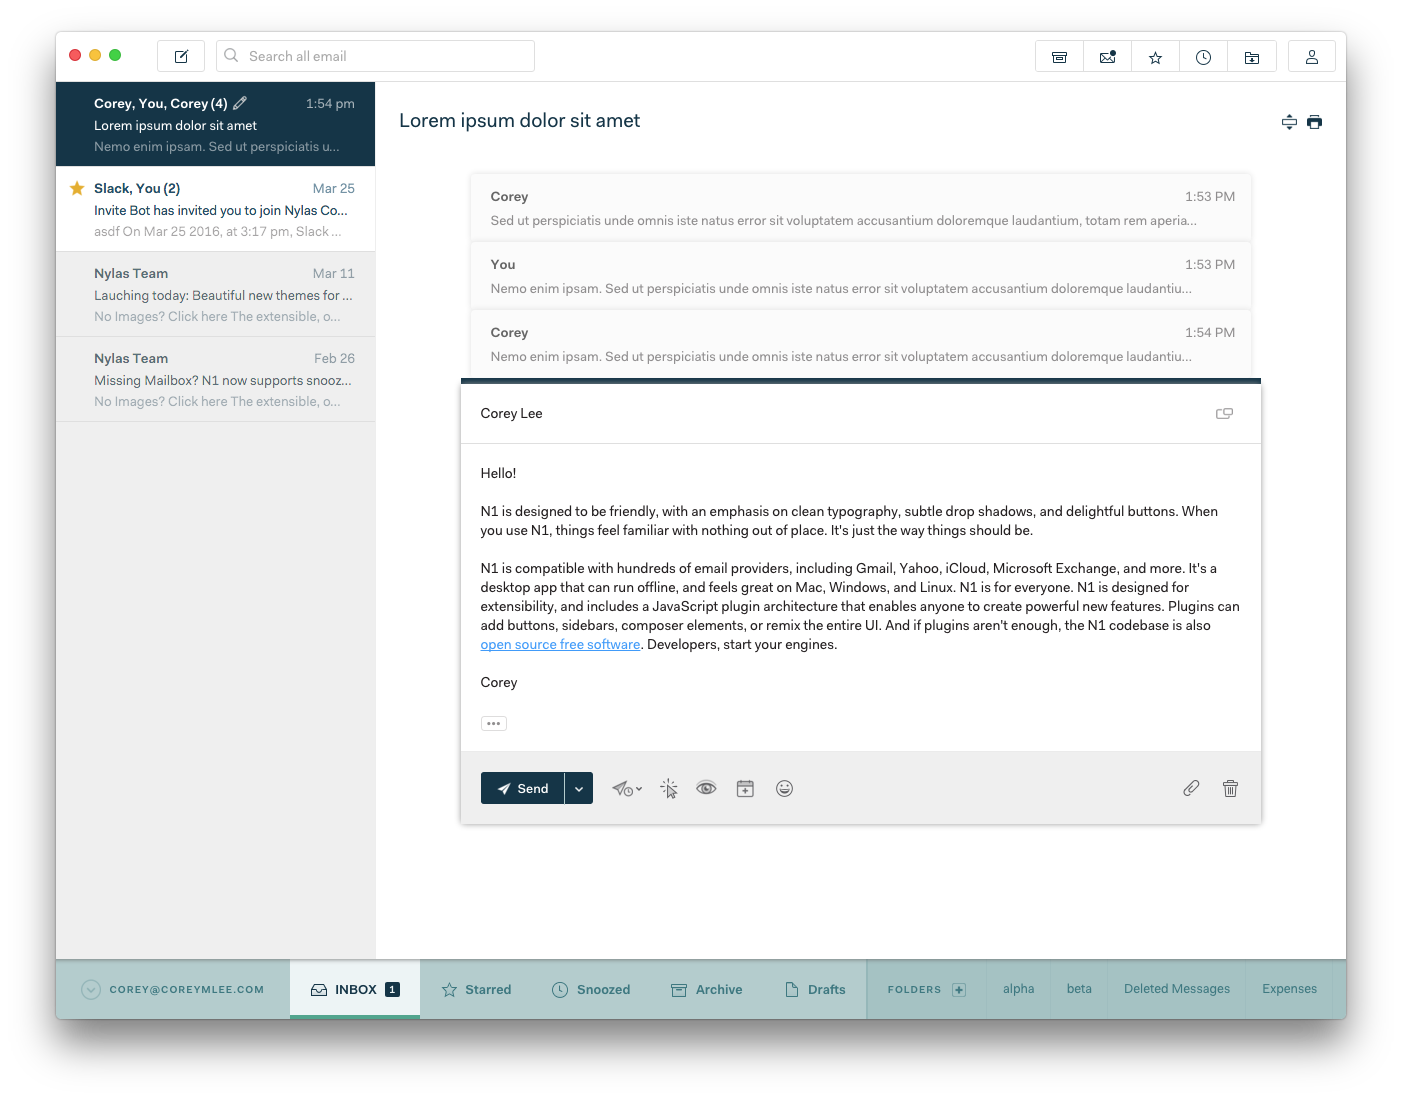 Search all email
Corey, You, Corey (4) 1:54 pm
Lorem ipsum dolor sit amet
Nemo enim ipsam. Sed ut perspiciatis u...
Slack, You (2) Mar 25
Invite Bot has invited you to join Nylas Co...
asdf On Mar 25 2016, at 3:17 pm, Slack ...
Nylas Team Mar 11
Lauching today: Beautiful new themes for ...
No Images? Click here The extensible, o...
Nylas Team Feb 26
Missing Mailbox? N1 now supports snooz...
No Images? Click here The extensible, o...
Lorem ipsum dolor sit amet
Corey 1:53 PM
Sed ut perspiciatis unde omnis iste natus error sit voluptatem accusantium doloremque laudantium, totam rem aperia...
You 1:53 PM
Nemo enim ipsam. Sed ut perspiciatis unde omnis iste natus error sit voluptatem accusantium doloremque laudantiu...
Corey 1:54 PM
Nemo enim ipsam. Sed ut perspiciatis unde omnis iste natus error sit voluptatem accusantium doloremque laudantiu...
Corey Lee
Hello!
N1 is designed to be friendly, with an emphasis on clean typography, subtle drop shadows, and delightful buttons. When
you use N1, things feel familiar with nothing out of place. It's just the way things should be.
N1 is compatible with hundreds of email providers, including Gmail, Yahoo, iCloud, Microsoft Exchange, and more. It's a
desktop app that can run offline, and feels great on Mac, Windows, and Linux. N1 is for everyone. N1 is designed for
extensibility, and includes a JavaScript plugin architecture that enables anyone to create powerful new features. Plugins can
add buttons, sidebars, composer elements, or remix the entire UI. And if plugins aren't enough, the N1 codebase is also
open source free software. Developers, start your engines.
Corey
Send
COREY@COREYMLEE.COM INBOX 1 Starred Snoozed Archive Drafts FOLDERS alpha beta Deleted Messages Expenses